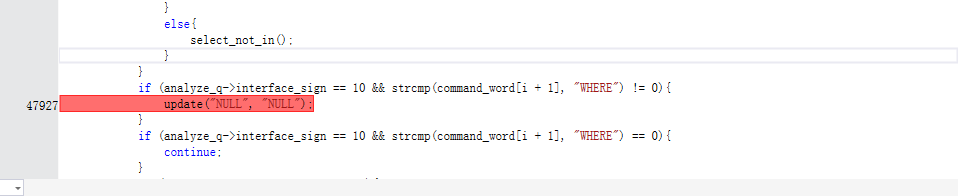 }
else{
select_not_in();
}
}
if (analyze_q->interface_sign == 10 && strcmp(command_word[i + 1], "WHERE") != 0){
47927 update("NULL", "NULL");
}
if (analyze_q->interface_sign == 10 && strcmp(command_word[i + 1], "WHERE") == 0){
continue;
}